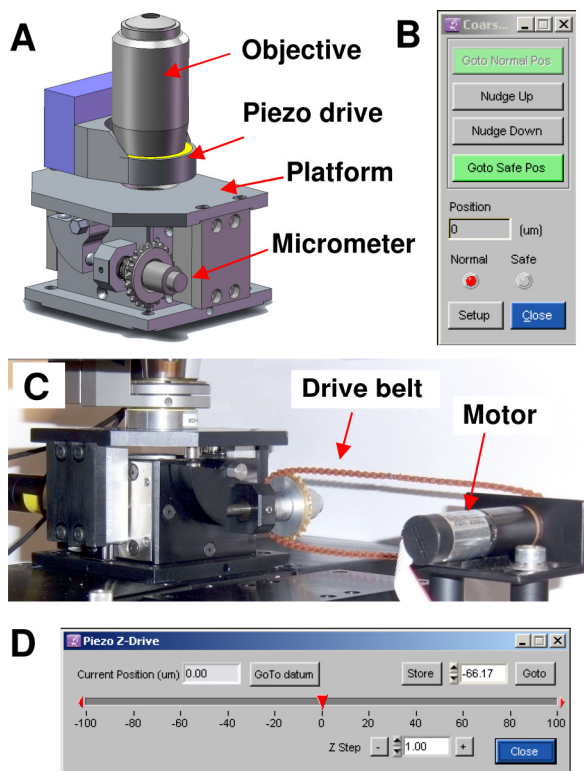 A
Objective
Piezo drive
Platform
Micrometer
B
Coars...
Goto Normal Pos
Nudge Up
Nudge Down
Goto Safe Pos
Position
0 (um)
Normal Safe
Setup Close
C
Drive belt
Motor
D
Piezo Z-Drive
Current Position (um) 0.00 GoTo datum Store -66.17 Goto
-100 -80 -60 -40 -20 0 20 40 60 80 100
Z Step - 1.00 +
Close